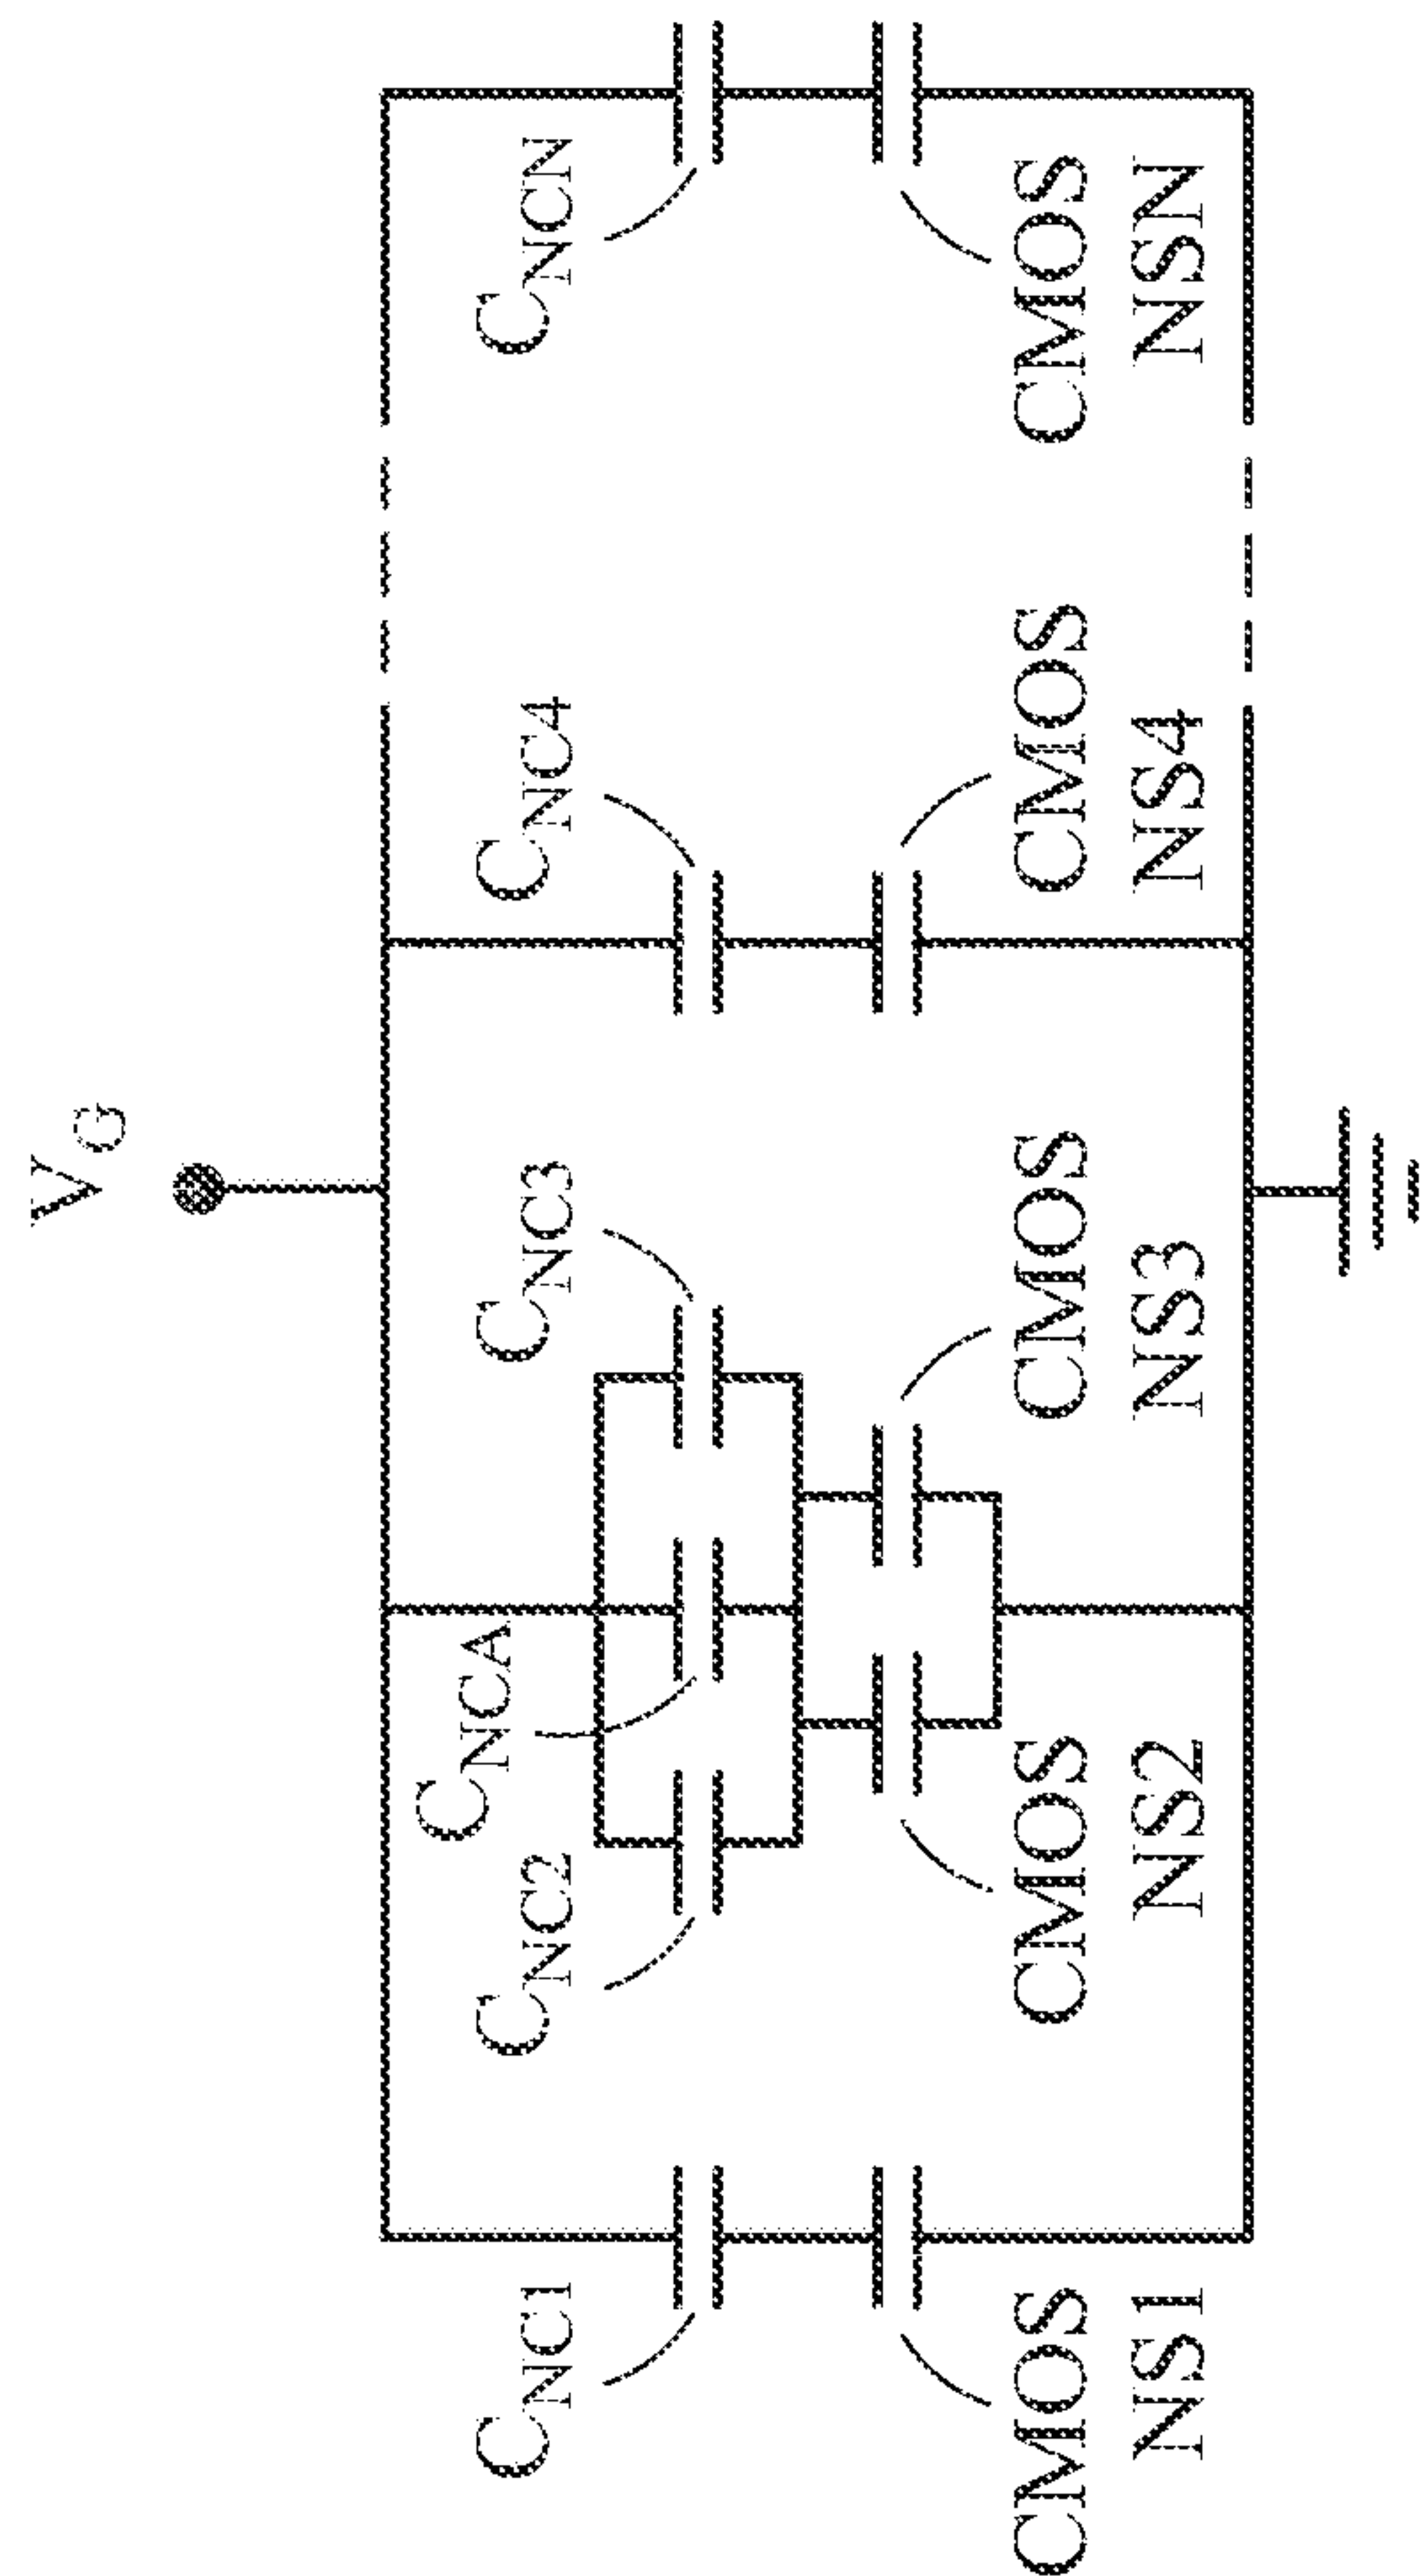 V_G
C_NC1
C_NC2
C_NCA
C_NC3
C_NC4
C_NCN
CMOS
NS1
CMOS
NS2
CMOS
NS3
CMOS
NS4
CMOS
NSN